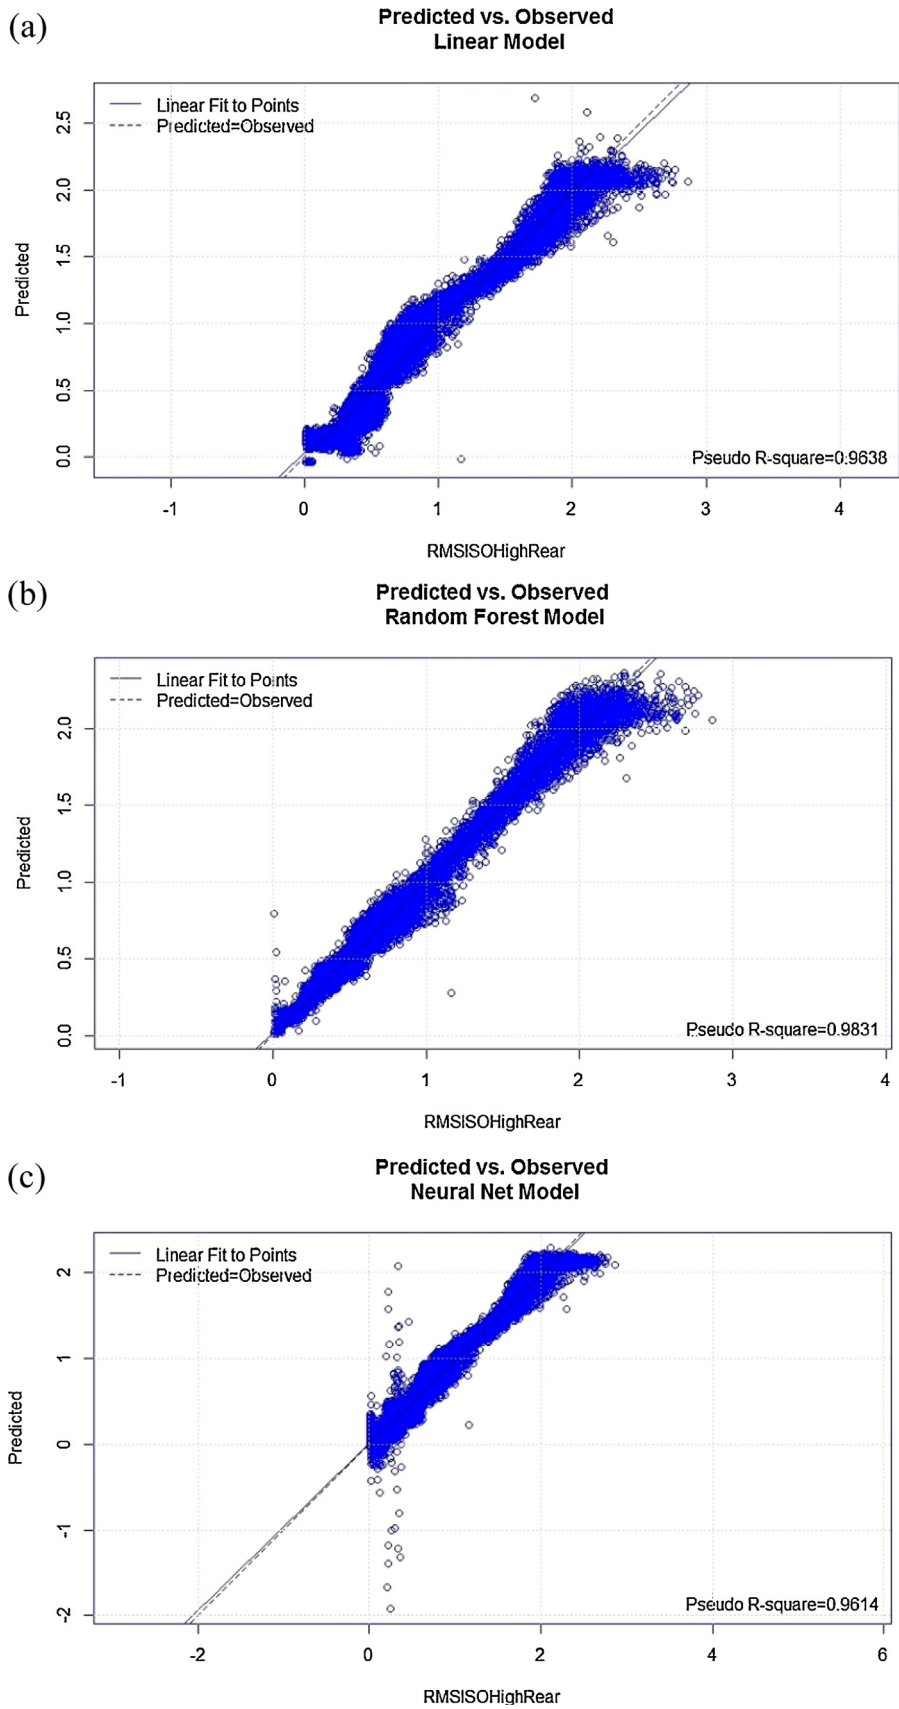 (a)
Predicted vs. Observed
Linear Model
Linear Fit to Points
Predicted=Observed
2.5
2.0
1.5
1.0
0.5
0.0
Predicted
Pseudo R-square=0.9638
-1 0 1 2 3 4
RMSISOHighRear
(b)
Predicted vs. Observed
Random Forest Model
Linear Fit to Points
Predicted=Observed
2.0
1.5
1.0
0.5
0.0
Predicted
Pseudo R-square=0.9831
-1 0 1 2 3 4
RMSISOHighRear
(c)
Predicted vs. Observed
Neural Net Model
Linear Fit to Points
Predicted=Observed
2
1
0
-1
-2
Predicted
Pseudo R-square=0.9614
-2 0 2 4 6
RMSISOHighRear